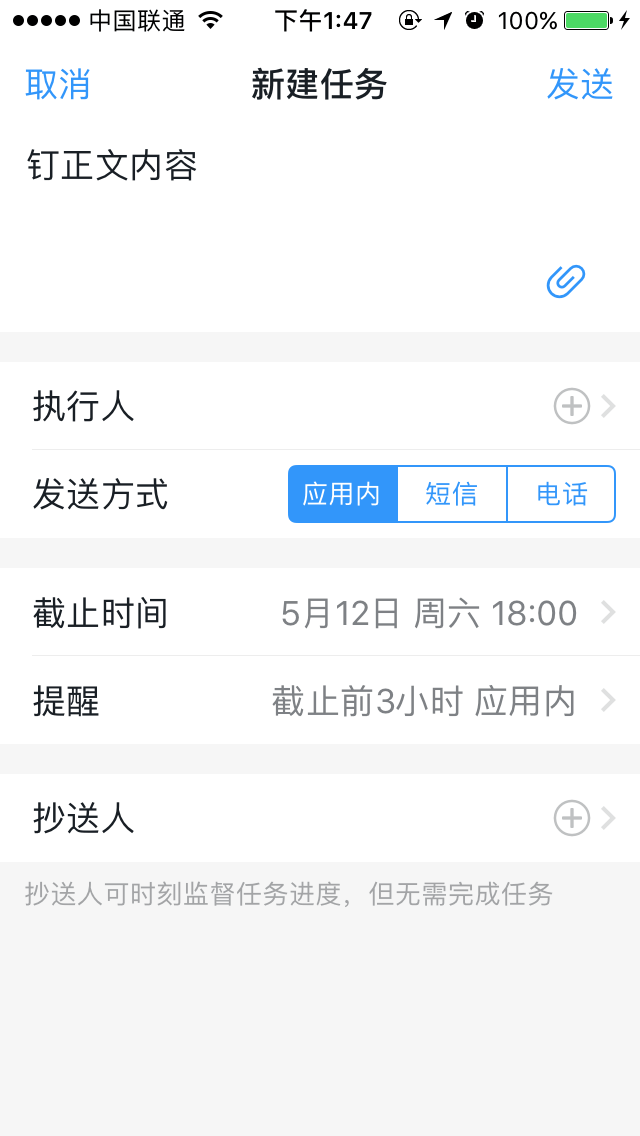 中国联通 下午1:47 100%
取消 新建任务 发送
钉正文内容
执行人
发送方式 应用内 短信 电话
截止时间 5月12日 周六 18:00
提醒 截止前3小时 应用内
抄送人
抄送人可时刻监督任务进度，但无需完成任务